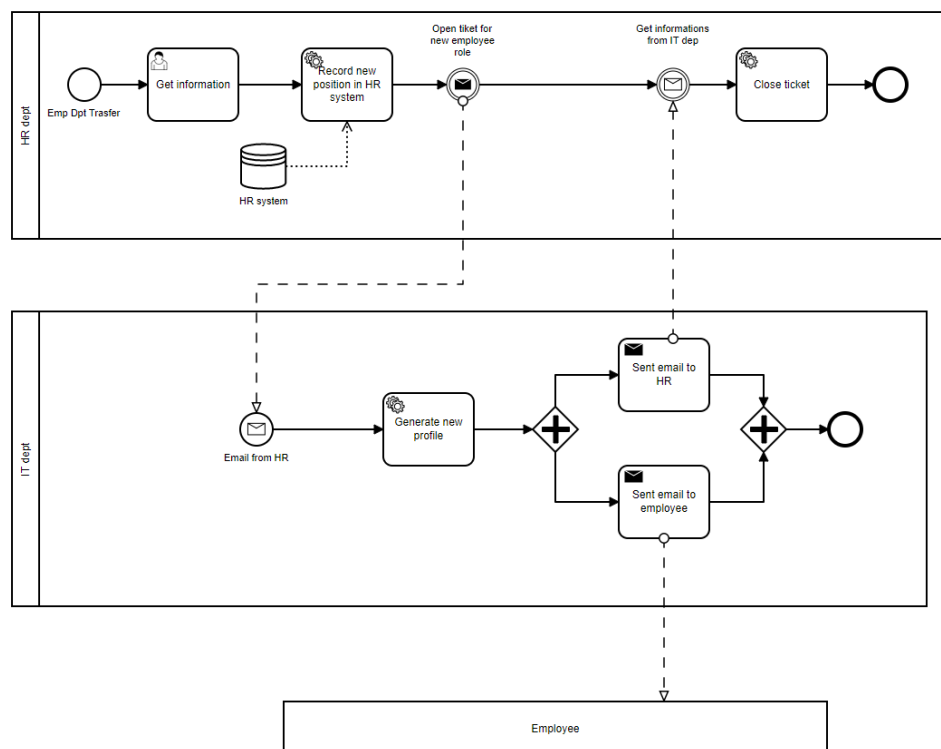 HR dept
Open tiket for
new employee
role
Get informations
from IT dep
Emp Dpt Trasfer
Get information
Record new
position in HR
system
Close ticket
HR system
IT dept
Email from HR
Generate new
profile
Sent email to
HR
Sent email to
employee
Employee